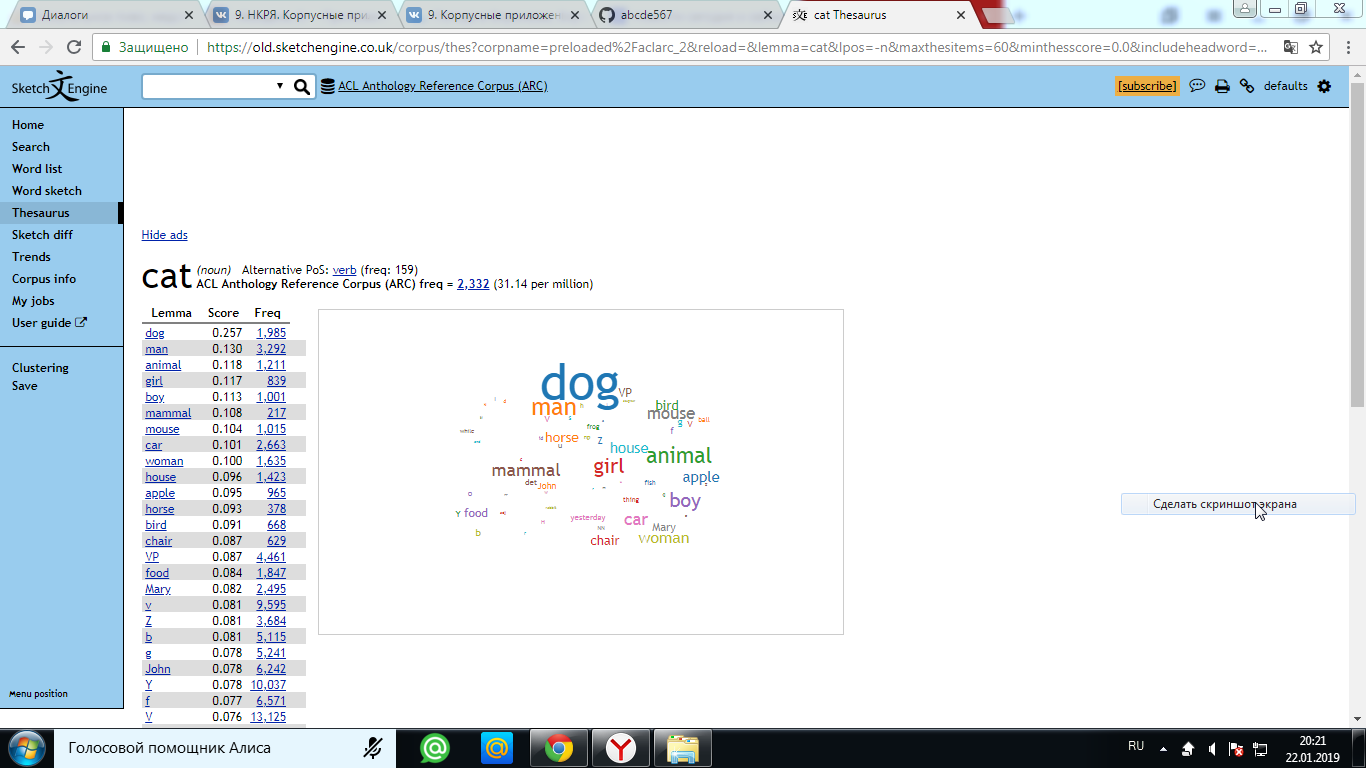 Диалоги
9. НКРЯ. Корпусные при
9. Корпусные приложен
abcde567
cat Thesaurus
Защищено
https://old.sketchengine.co.uk/corpus/thes?corpname=preloaded%2Faclarc_2&reload=&lemma=cat&lpos=-n&maxthesitems=60&minthesscore=0.0&includeheadword=...
Sketch Engine
ACL Anthology Reference Corpus (ARC)
[subscribe]
defaults
Home
Search
Word list
Word sketch
Thesaurus
Sketch diff
Trends
Corpus info
My jobs
User guide
Clustering
Save
Menu position
Hide ads
cat (noun) Alternative PoS: verb (freq: 159)
ACL Anthology Reference Corpus (ARC) freq = 2,332 (31.14 per million)
Lemma Score Freq
dog 0.257 1,985
man 0.130 3,292
animal 0.118 1,211
girl 0.117 839
boy 0.113 1,001
mammal 0.108 217
mouse 0.104 1,015
car 0.101 2,663
woman 0.100 1,635
house 0.096 1,423
apple 0.095 965
horse 0.093 378
bird 0.091 668
chair 0.087 629
VP 0.087 4,461
food 0.084 1,847
Mary 0.082 2,495
v 0.081 9,595
Z 0.081 3,684
b 0.081 5,115
g 0.078 5,241
John 0.078 6,242
Y 0.078 10,037
f 0.077 6,571
V 0.076 13,125
dog
VP
man
bird
mouse
ball
frog
while
horse
Z
house
animal
mammal
girl
apple
det
John
fish
thing
boy
Y food
yesterday
car
Mary
b
chair
woman
Сделать скриншот экрана
Голосовой помощник Алиса
RU
20:21
22.01.2019